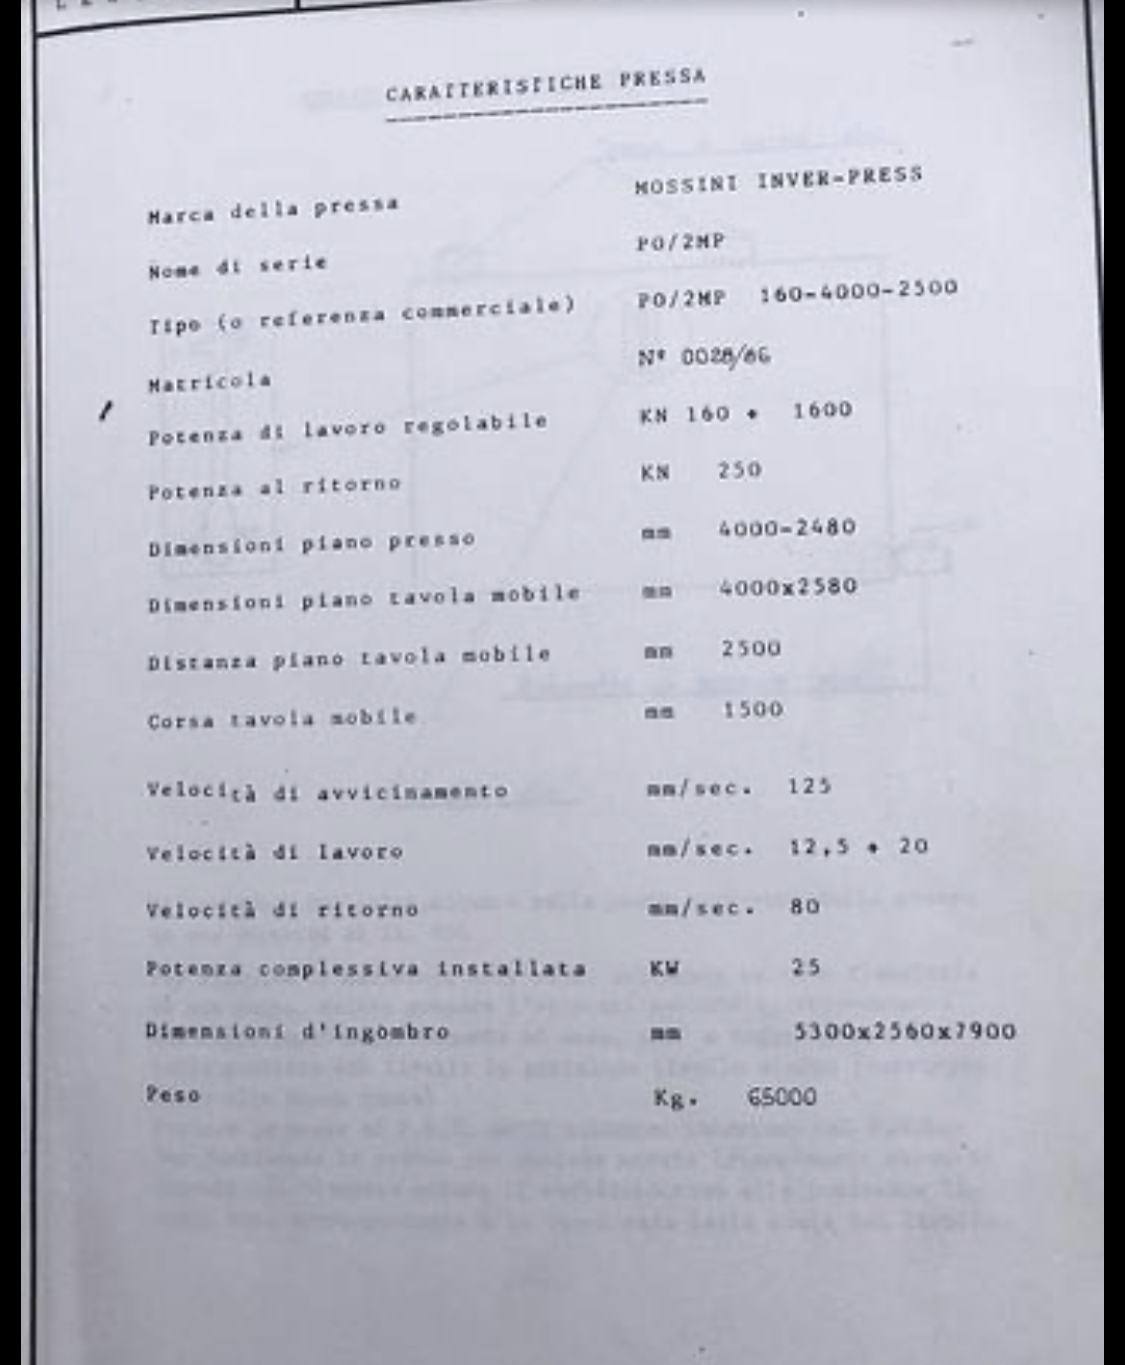 CARATTERISTICHE PRESSA
Marca della pressa MOSSINI INVER-PRESS
Nome di serie PO/2MP
Tipo (o referenza commerciale) PO/2MP 160-4000-2500
Matricola N° 0028/86
Potenza di lavoro regolabile KN 160 ÷ 1600
Potenza al ritorno KN 250
Dimensioni piano presso mm 4000-2480
Dimensioni piano tavola mobile mm 4000x2580
Distanza piano tavola mobile mm 2500
Corsa tavola mobile mm 1500
Velocità di avvicinamento mm/sec. 125
Velocità di lavoro mm/sec. 12,5 ÷ 20
Velocità di ritorno mm/sec. 80
Potenza complessiva installata KW 25
Dimensioni d'ingombro mm 5300x2560x7900
Peso Kg. 65000